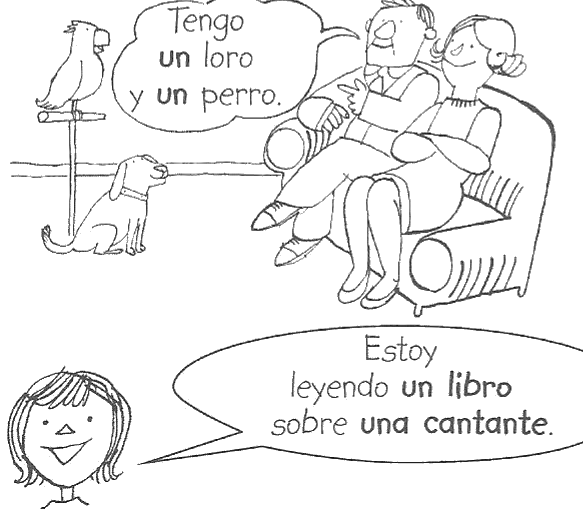 Tengo
un loro
y un perro.
Estoy
leyendo un libro
sobre una cantante.